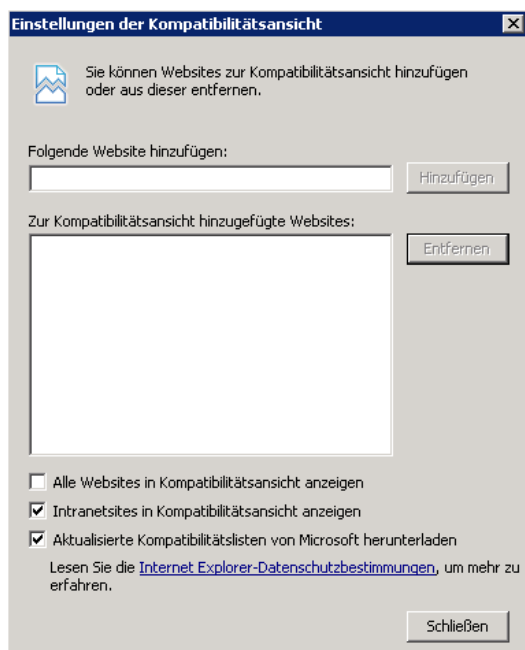 Einstellungen der Kompatibilitätsansicht
Sie können Websites zur Kompatibilitätsansicht hinzufügen
oder aus dieser entfernen.
Folgende Website hinzufügen:
Hinzufügen
Zur Kompatibilitätsansicht hinzugefügte Websites:
Entfernen
Alle Websites in Kompatibilitätsansicht anzeigen
Intranetsites in Kompatibilitätsansicht anzeigen
Aktualisierte Kompatibilitätslisten von Microsoft herunterladen
Lesen Sie die Internet Explorer-Datenschutzbestimmungen, um mehr zu
erfahren.
Schließen